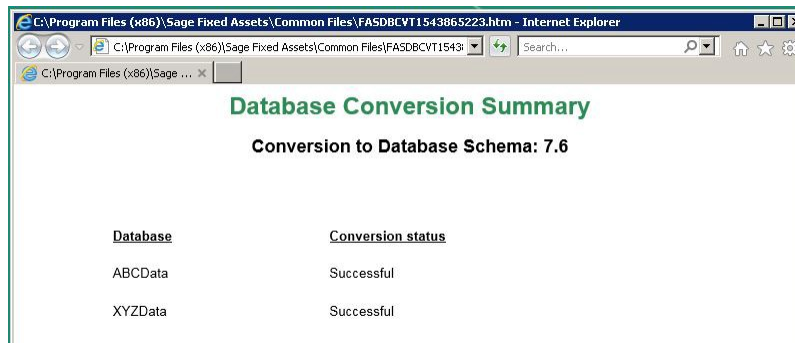 C:\Program Files (x86)\Sage Fixed Assets\Common Files\FASDBCVT1543865223.htm - Internet Explorer
C:\Program Files (x86)\Sage Fixed Assets\Common Files\FASDBCVT1543 Search...
C:\Program Files (x86)\Sage ...
Database Conversion Summary
Conversion to Database Schema: 7.6
Database Conversion status
ABCData Successful
XYZData Successful